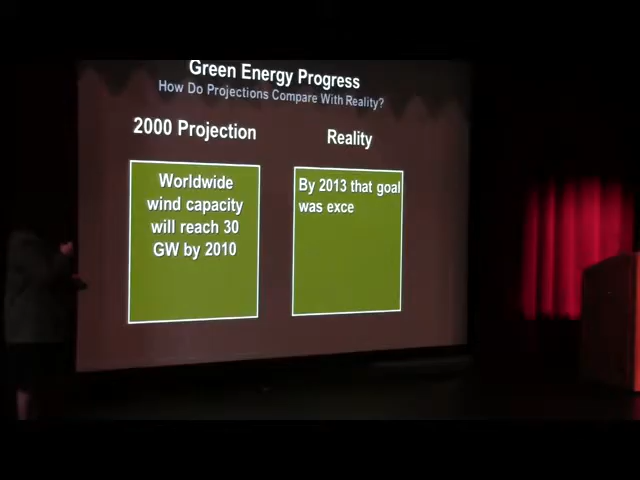 Green Energy Progress
How Do Projections Compare With Reality?
2000 Projection
Worldwide
wind capacity
will reach 30
GW by 2010
Reality
By 2013 that goal
was exce